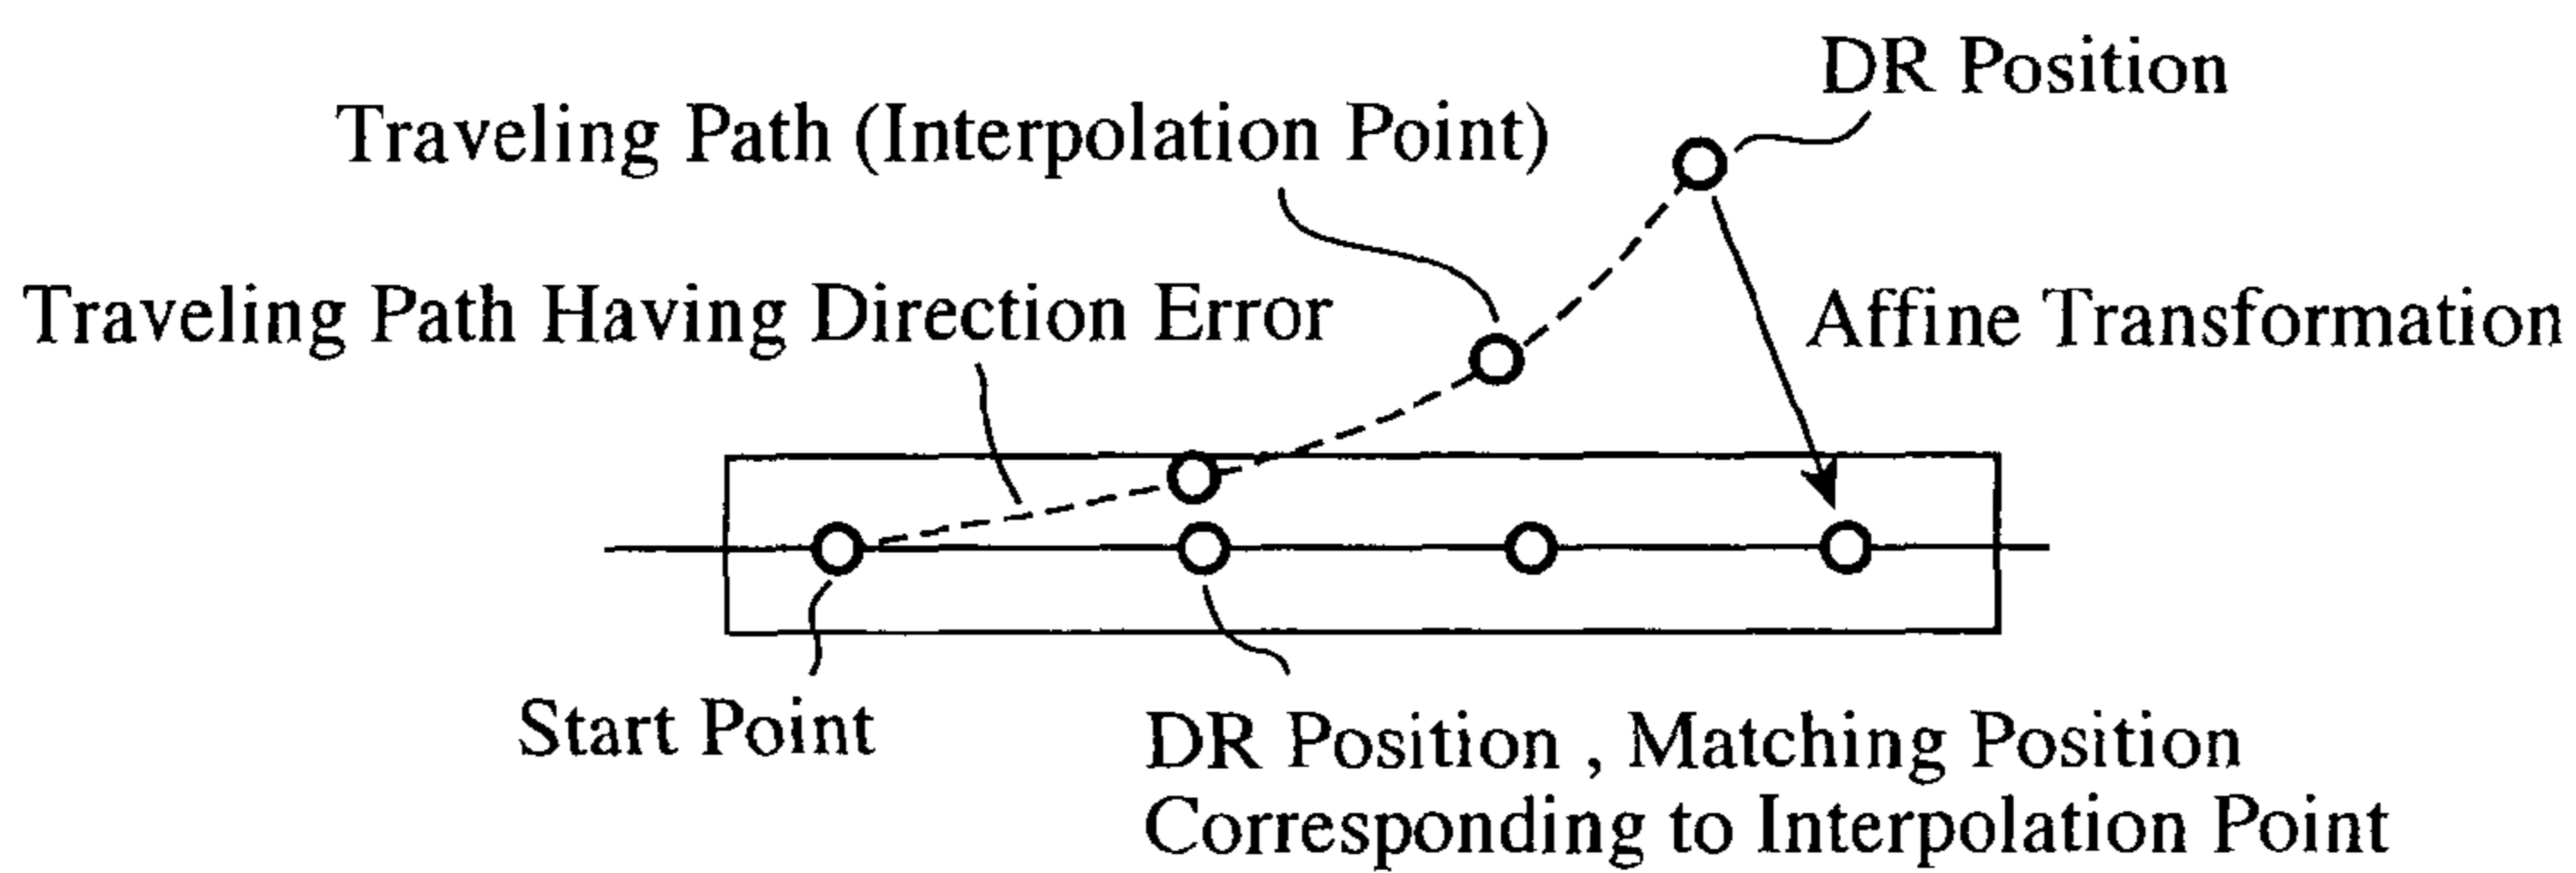 DR Position
Traveling Path (Interpolation Point)
Traveling Path Having Direction Error
Affine Transformation
Start Point
DR Position , Matching Position
Corresponding to Interpolation Point